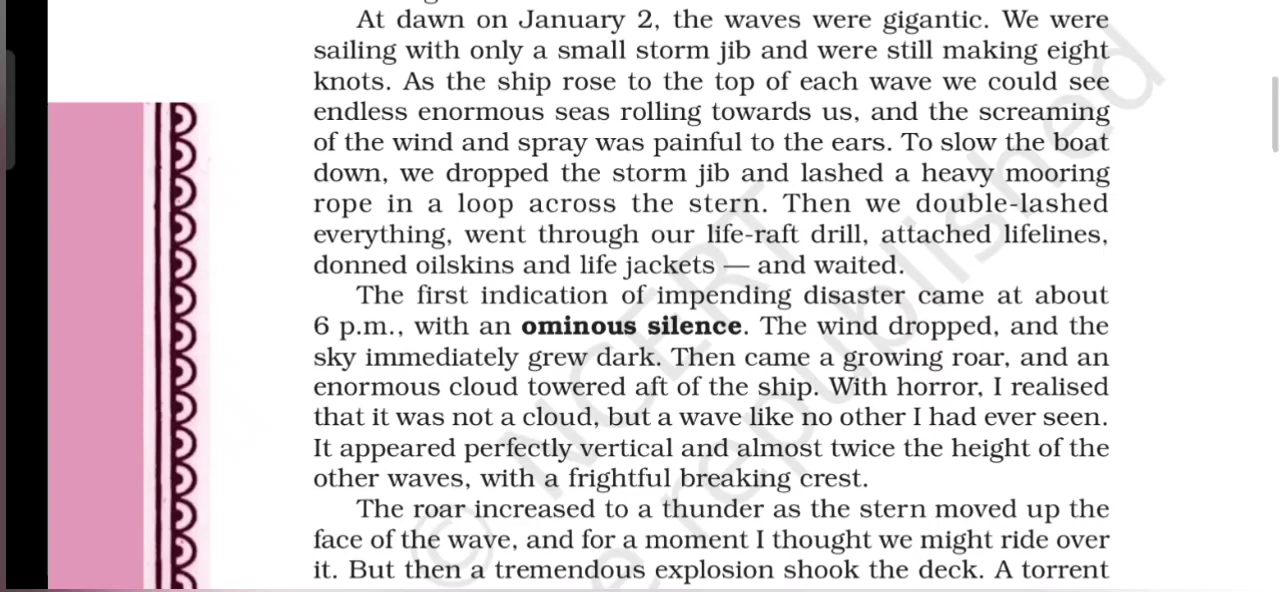 At dawn on January 2, the waves were gigantic. We were
sailing with only a small storm jib and were still making eight
knots. As the ship rose to the top of each wave we could see
endless enormous seas rolling towards us, and the screaming
of the wind and spray was painful to the ears. To slow the boat
down, we dropped the storm jib and lashed a heavy mooring
rope in a loop across the stern. Then we double-lashed
everything, went through our life-raft drill, attached lifelines,
donned oilskins and life jackets — and waited.
The first indication of impending disaster came at about
6 p.m., with an ominous silence. The wind dropped, and the
sky immediately grew dark. Then came a growing roar, and an
enormous cloud towered aft of the ship. With horror, I realised
that it was not a cloud, but a wave like no other I had ever seen.
It appeared perfectly vertical and almost twice the height of the
other waves, with a frightful breaking crest.
The roar increased to a thunder as the stern moved up the
face of the wave, and for a moment I thought we might ride over
it. But then a tremendous explosion shook the deck. A torrent
© NCERT
republished